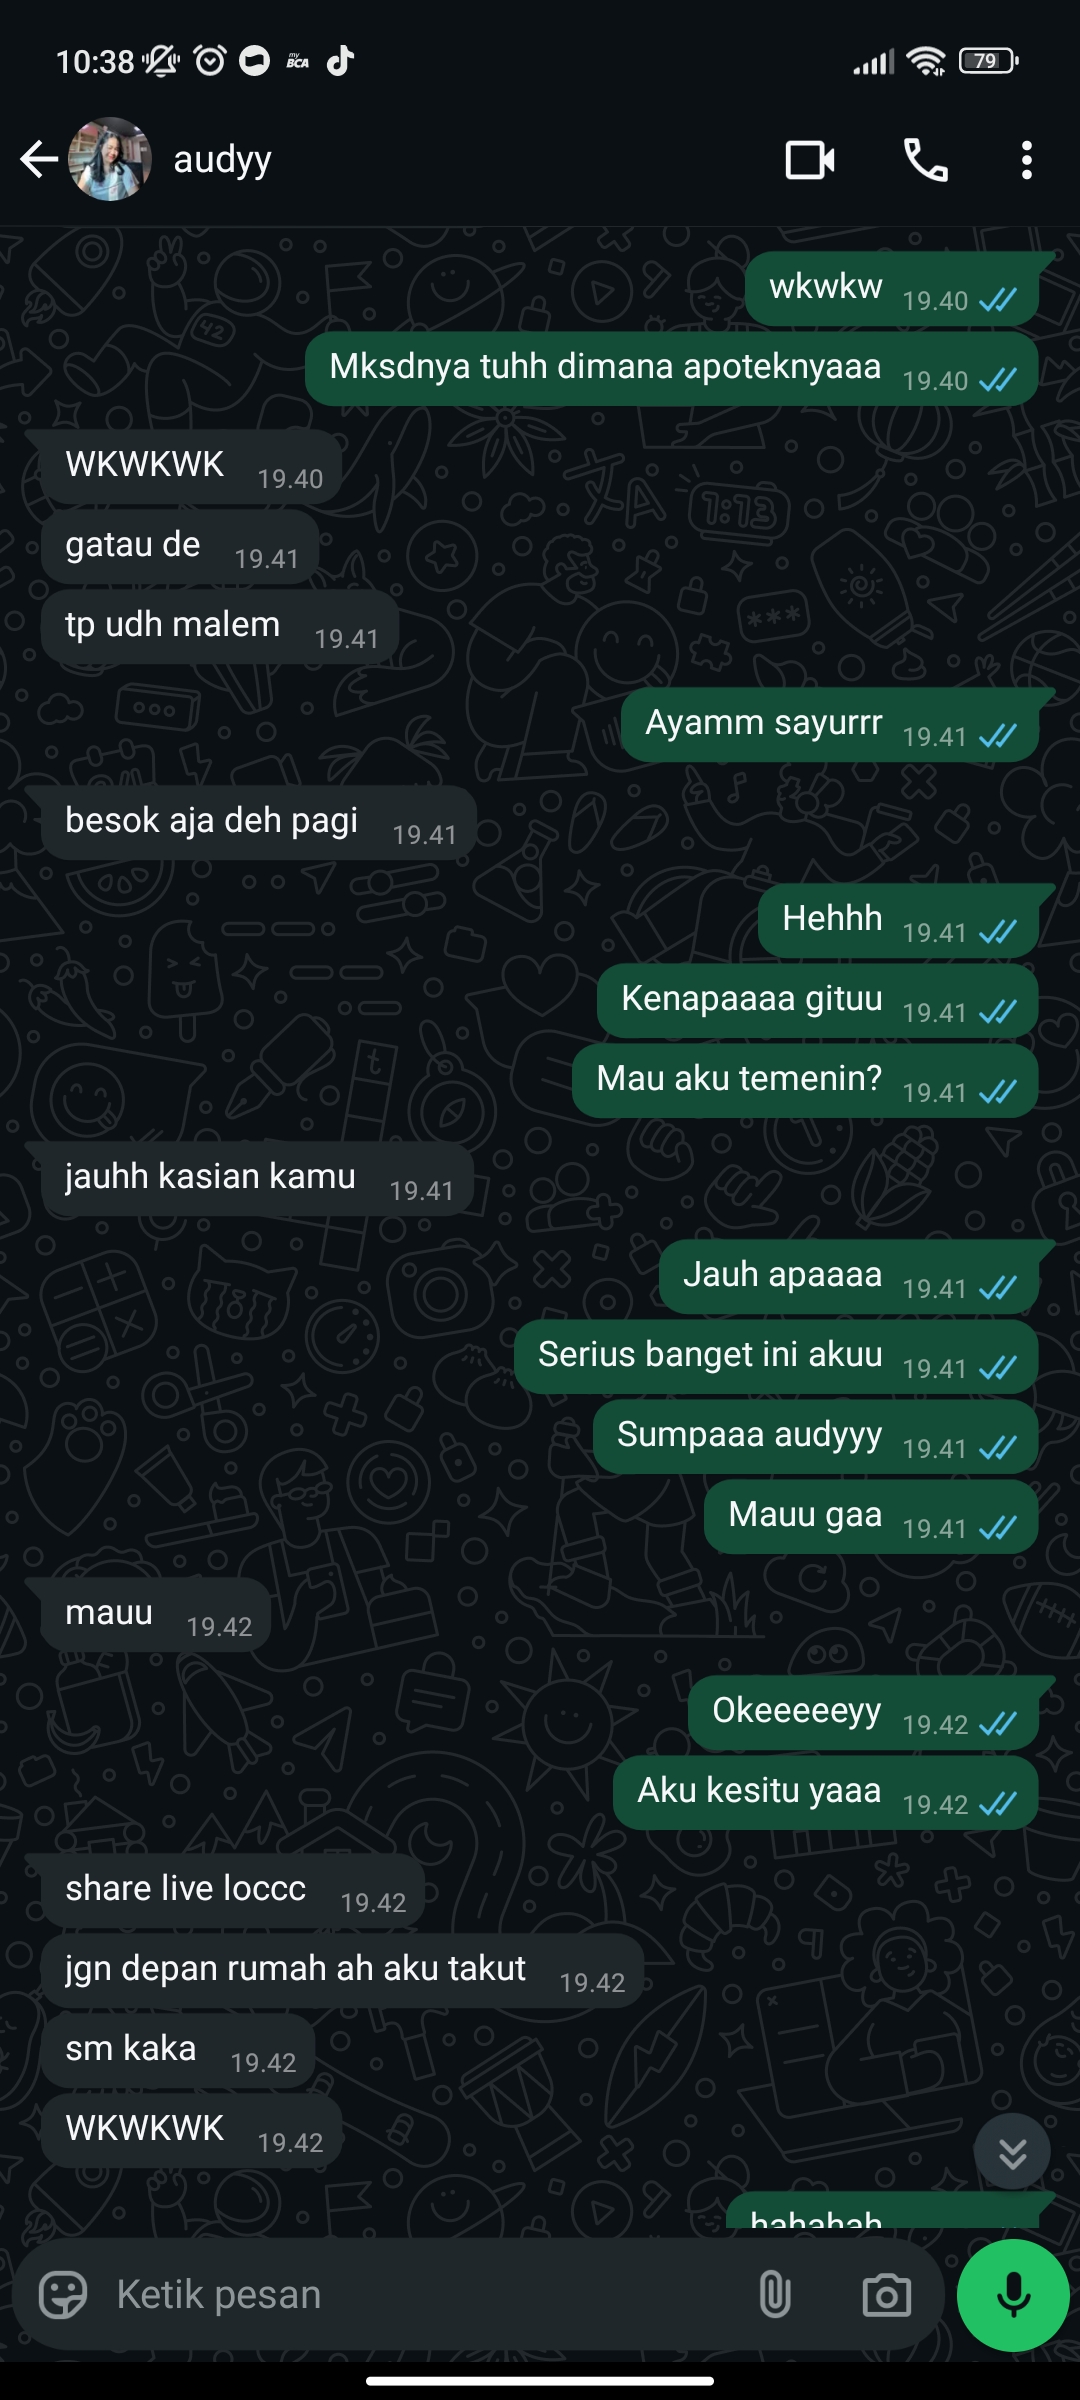 10:38
my
BCA
79
audyy
wkwkw 19.40
Mksdnya tuhh dimana apoteknyaaa 19.40
WKWKWK 19.40
gatau de 19.41
tp udh malem 19.41
Ayamm sayurrr 19.41
besok aja deh pagi 19.41
Hehhh 19.41
Kenapaaaa gituu 19.41
Mau aku temenin? 19.41
jauhh kasian kamu 19.41
Jauh apaaaa 19.41
Serius banget ini akuu 19.41
Sumpaaa audyyy 19.41
Mauu gaa 19.41
mauu 19.42
Okeeeeeyy 19.42
Aku kesitu yaaa 19.42
share live loccc 19.42
jgn depan rumah ah aku takut 19.42
sm kaka 19.42
WKWKWK 19.42
hahahah
Ketik pesan